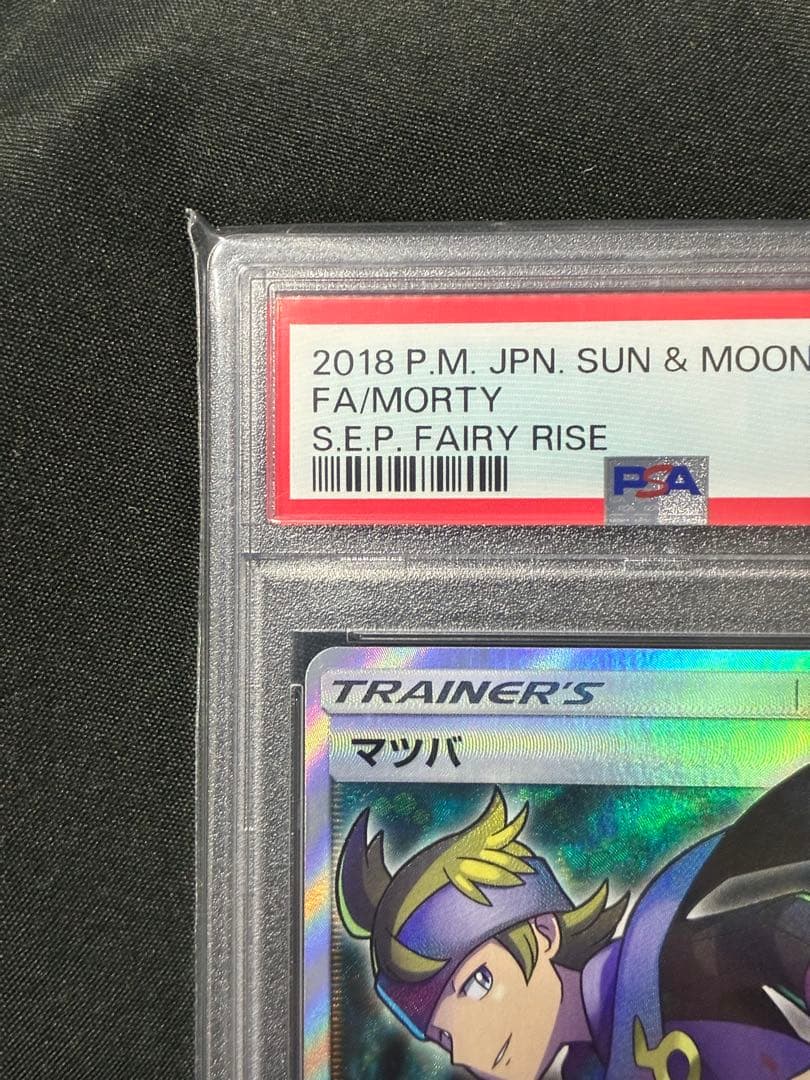 2018 P.M. JPN. SUN & MOON
FA/MORTY
S.E.P. FAIRY RISE
PSA
TRAINER'S
マツバ